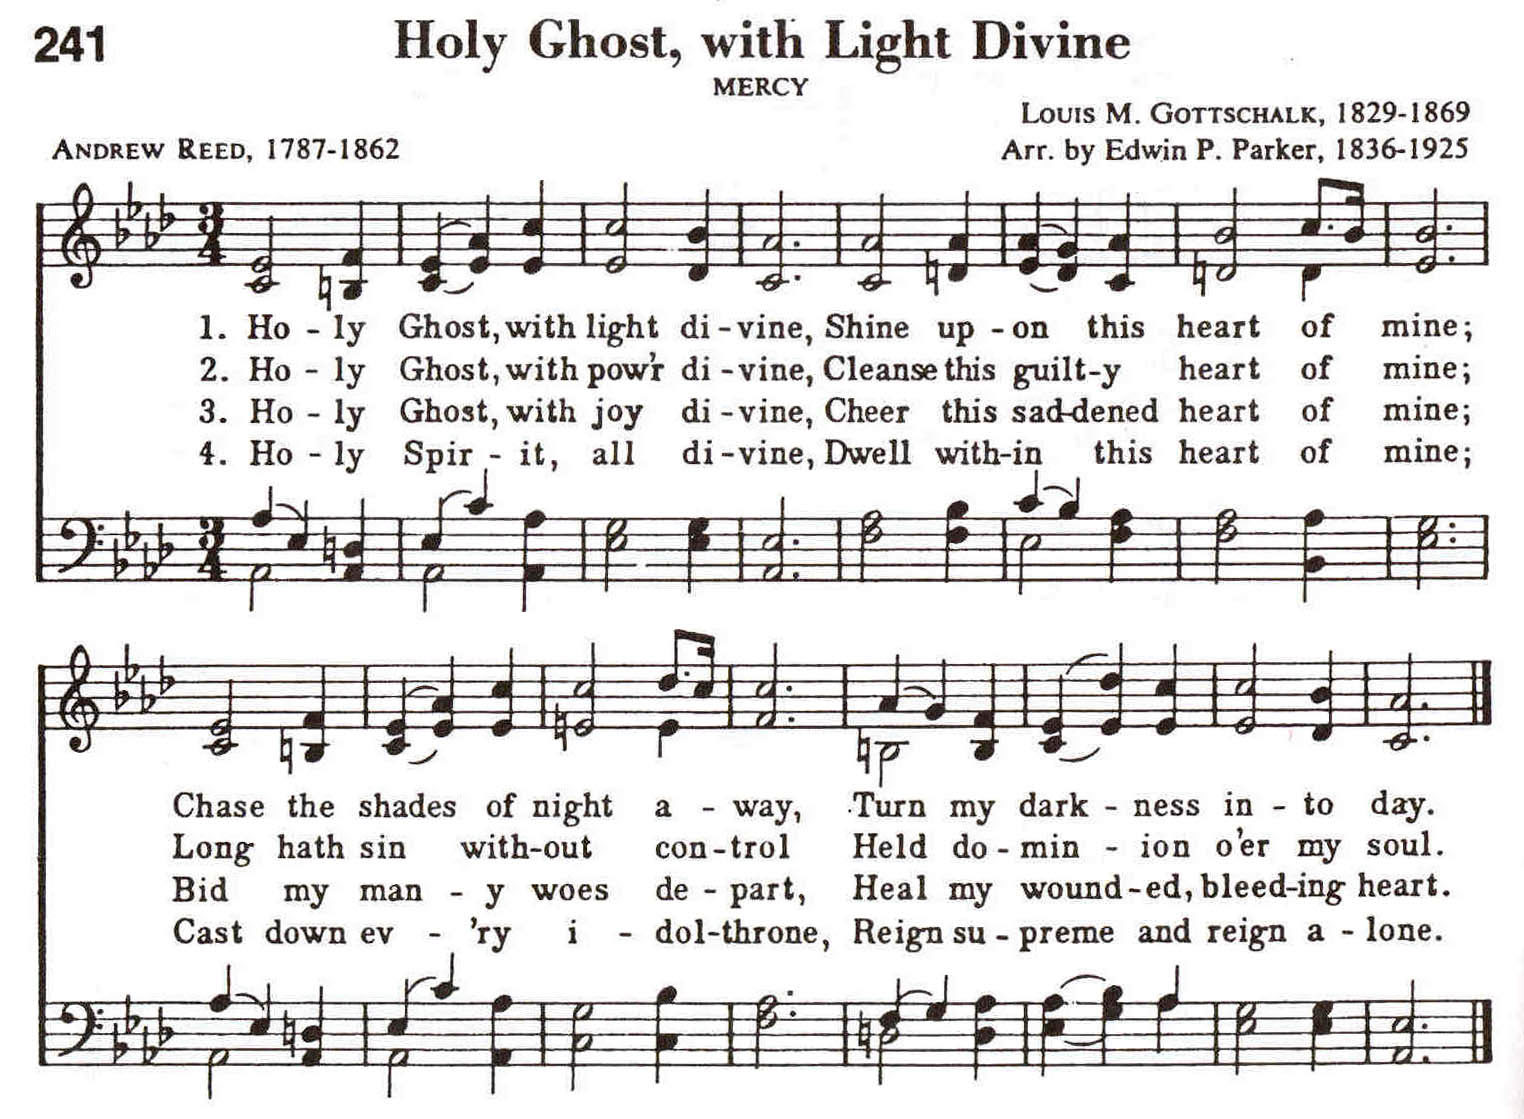 241
Holy Ghost, with Light Divine
MERCY
LOUIS M. GOTTSCHALK, 1829-1869
ANDREW REED, 1787-1862
Arr. by Edwin P. Parker, 1836-1925
1. Ho - ly Ghost, with light di - vine, Shine up - on this heart of mine;
2. Ho - ly Ghost, with pow'r di - vine, Cleanse this guilt-y heart of mine;
3. Ho - ly Ghost, with joy di - vine, Cheer this sad-dened heart of mine;
4. Ho - ly Spir - it, all di - vine, Dwell with-in this heart of mine;
Chase the shades of night a - way, Turn my dark - ness in - to day.
Long hath sin with-out con-trol Held do - min - ion o'er my soul.
Bid my man - y woes de - part, Heal my wound-ed, bleed-ing heart.
Cast down ev - 'ry i - dol-throne, Reign su - preme and reign a - lone.